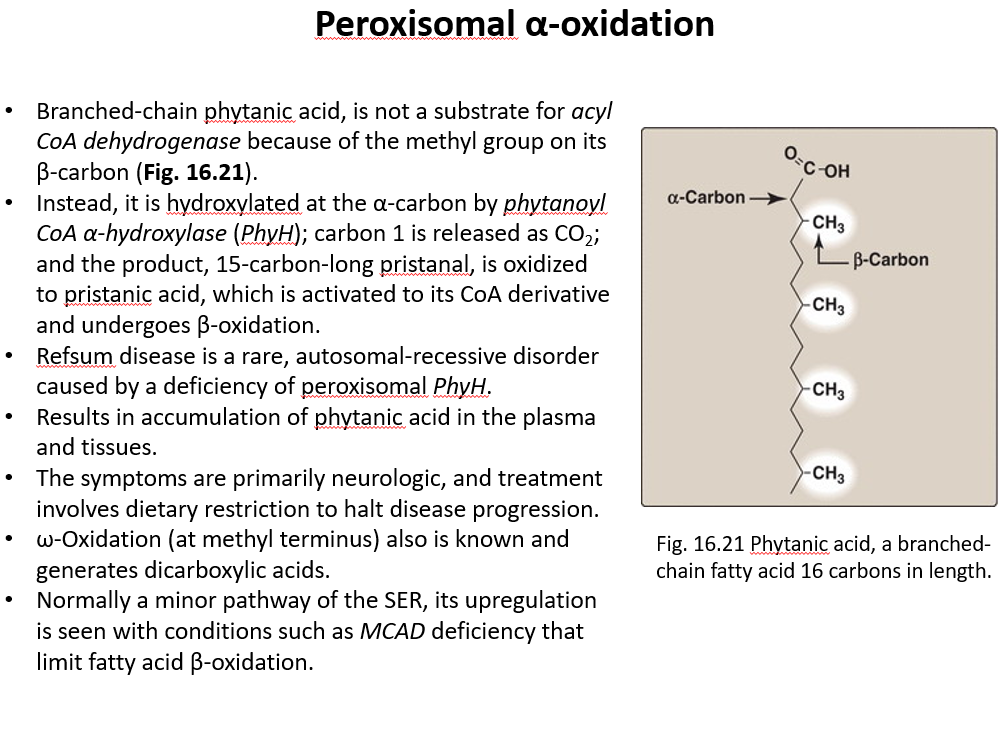 Peroxisomal α-oxidation
• Branched-chain phytanic acid, is not a substrate for acyl
CoA dehydrogenase because of the methyl group on its
β-carbon (Fig. 16.21).
• Instead, it is hydroxylated at the α-carbon by phytanoyl
CoA α-hydroxylase (PhyH); carbon 1 is released as CO₂;
and the product, 15-carbon-long pristanal, is oxidized
to pristanic acid, which is activated to its CoA derivative
and undergoes β-oxidation.
• Refsum disease is a rare, autosomal-recessive disorder
caused by a deficiency of peroxisomal PhyH.
• Results in accumulation of phytanic acid in the plasma
and tissues.
• The symptoms are primarily neurologic, and treatment
involves dietary restriction to halt disease progression.
• ω-Oxidation (at methyl terminus) also is known and
generates dicarboxylic acids.
• Normally a minor pathway of the SER, its upregulation
is seen with conditions such as MCAD deficiency that
limit fatty acid β-oxidation.
O
C-OH
α-Carbon
CH₃
β-Carbon
CH₃
CH₃
CH₃
Fig. 16.21 Phytanic acid, a branched-
chain fatty acid 16 carbons in length.